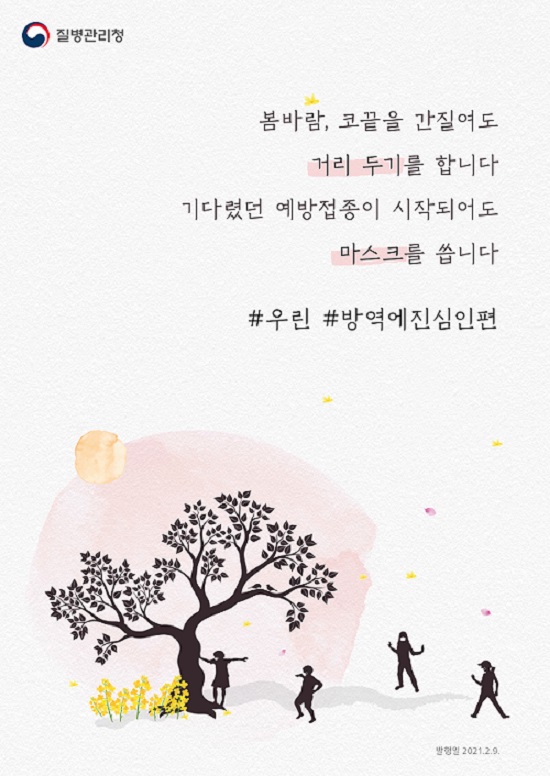 질병관리청
봄바람, 코끝을 간질여도
거리 두기를 합니다
기다렸던 예방접종이 시작되어도
마스크를 씁니다
#우린 #방역에진심인편
발행일 2021.2.9.